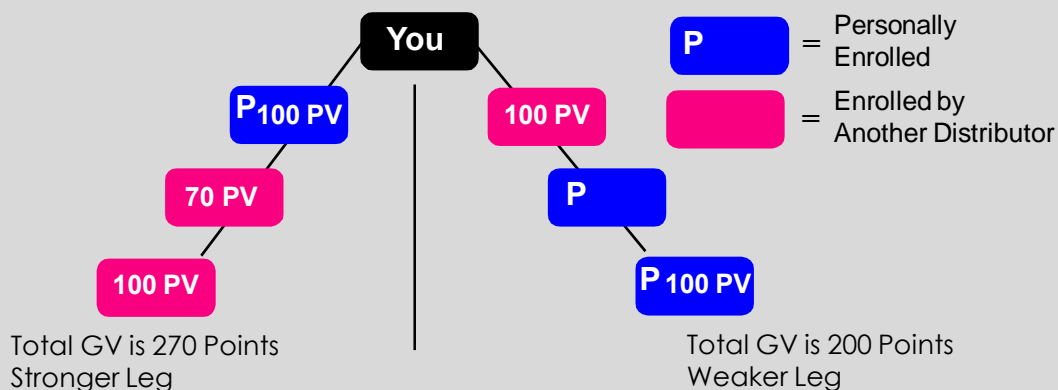 You
P
= Personally
Enrolled
P 100 PV
100 PV
= Enrolled by
Another Distributor
70 PV
P
100 PV
P 100 PV
Total GV is 270 Points
Stronger Leg
Total GV is 200 Points
Weaker Leg